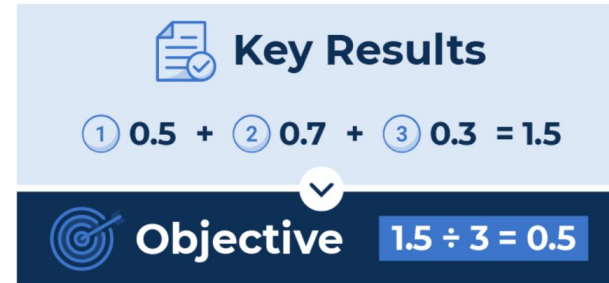 Key Results
1 0.5 + 2 0.7 + 3 0.3 = 1.5
Objective 1.5 ÷ 3 = 0.5